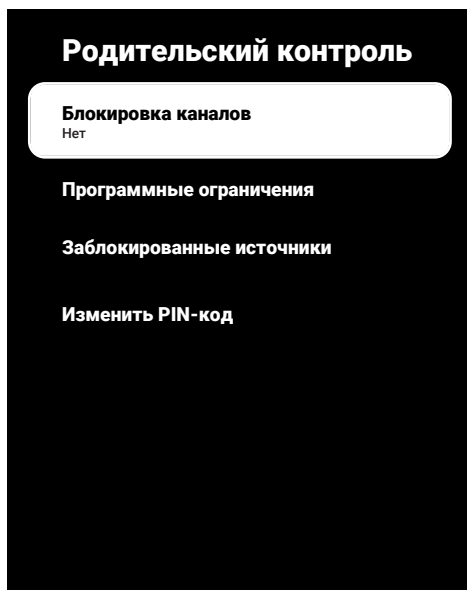 Родительский контроль
Блокировка каналов
Нет
Программные ограничения
Заблокированные источники
Изменить PIN-код